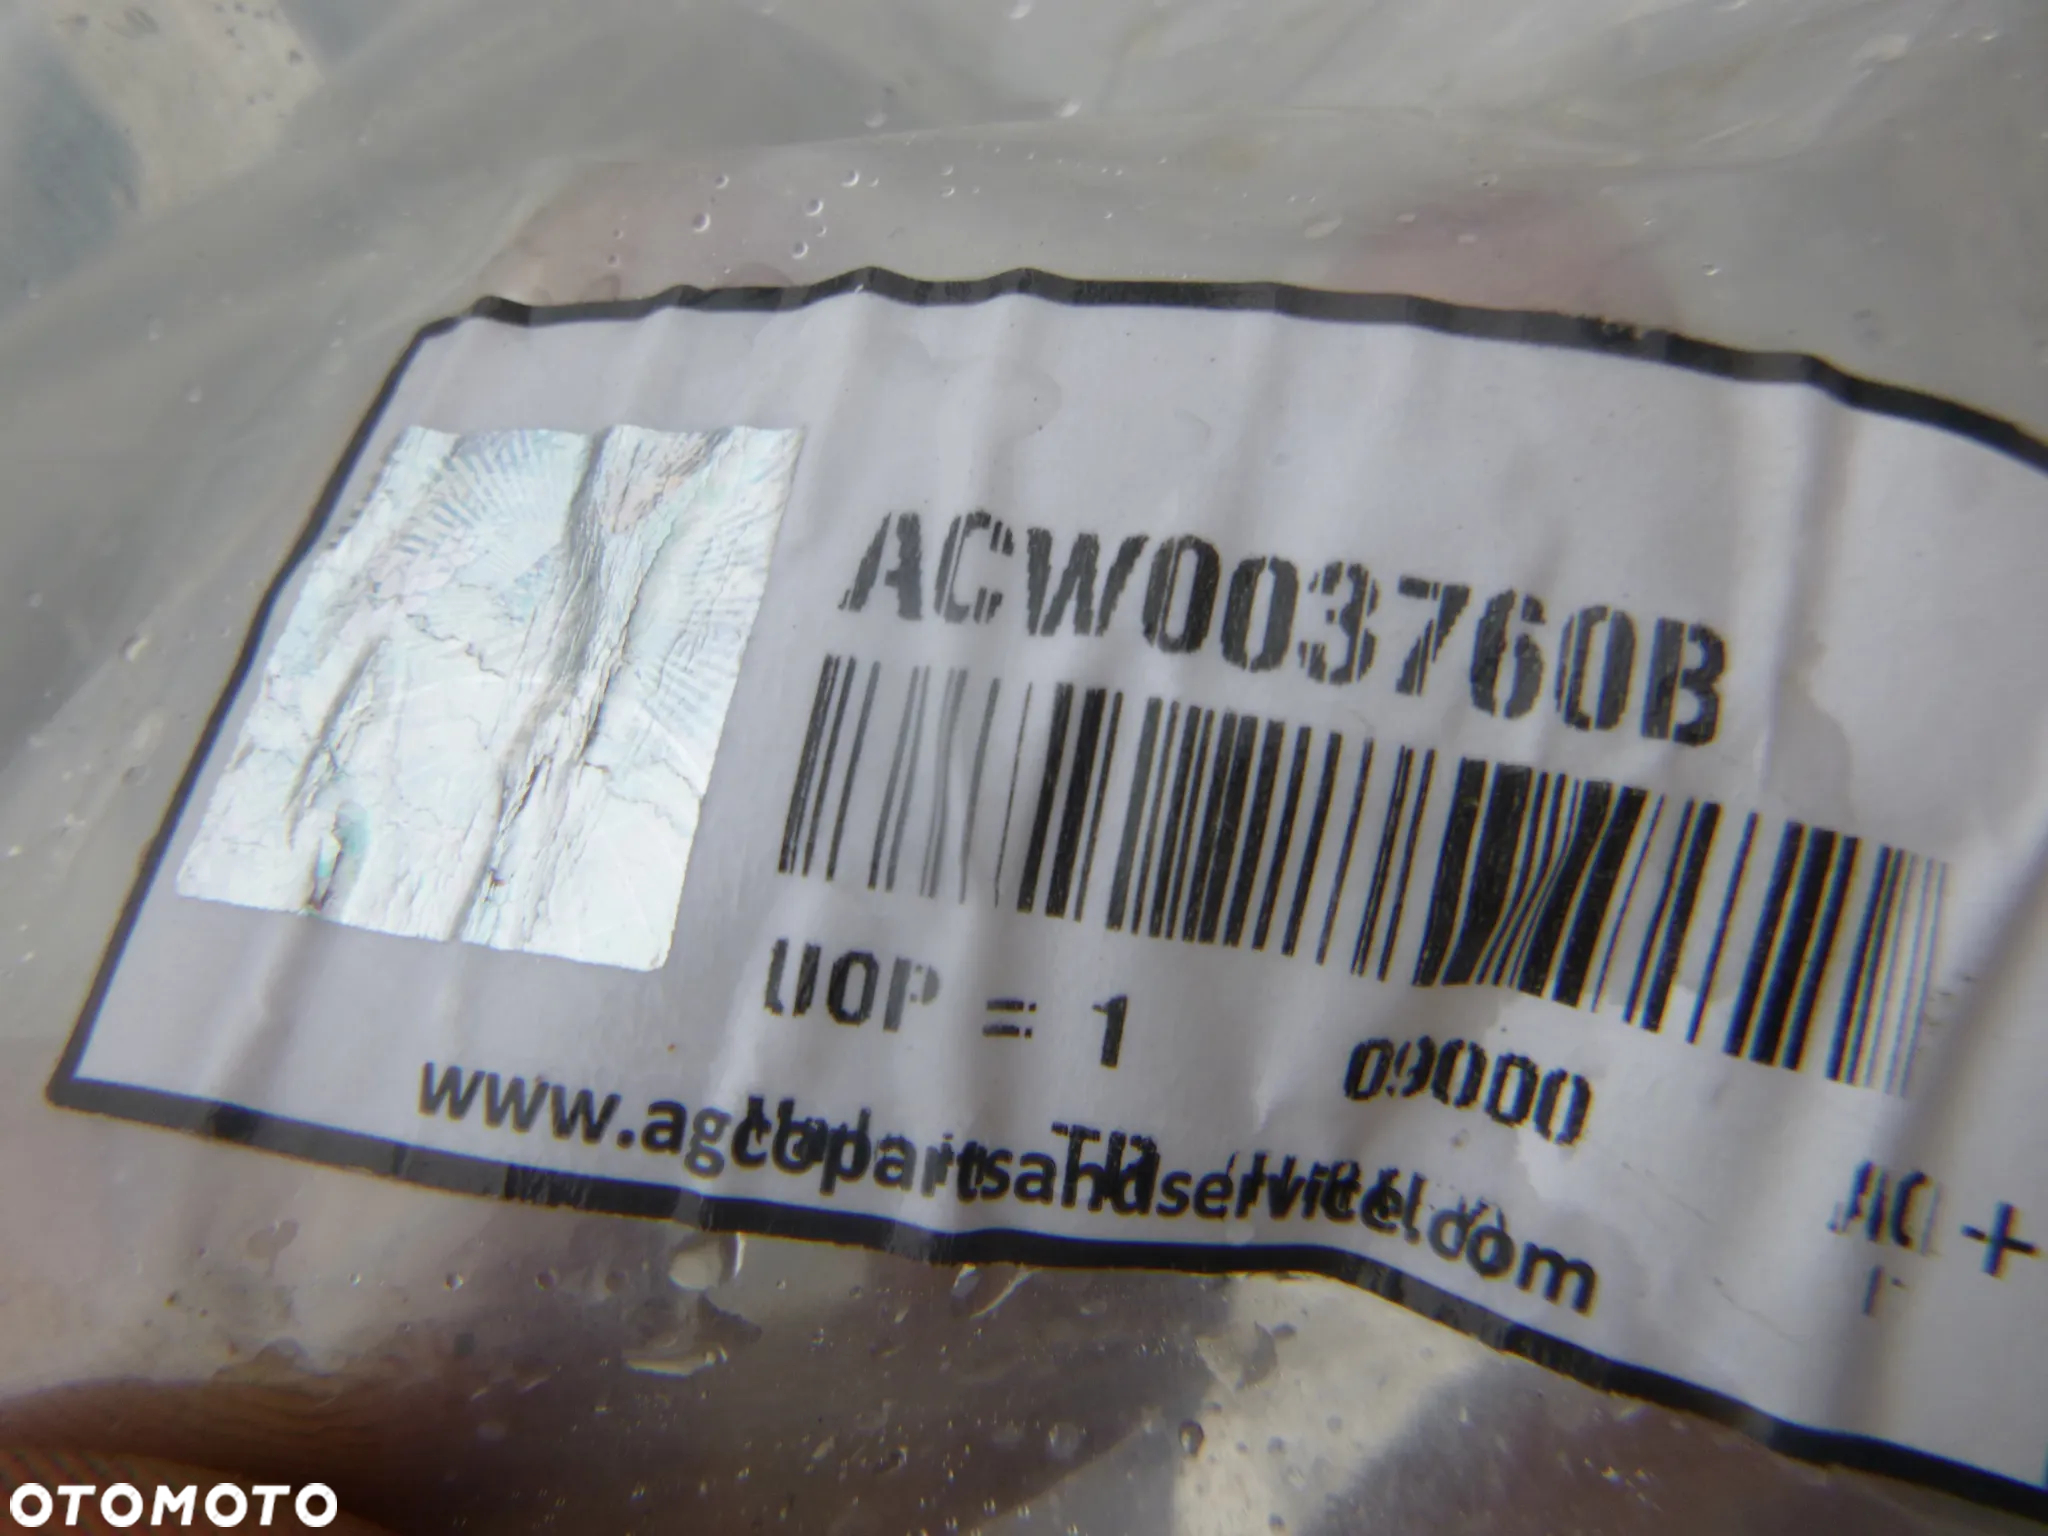 ACW003760B
UOP = 1
09000
www.agcopartsandservice.com
+
OTOMOTO